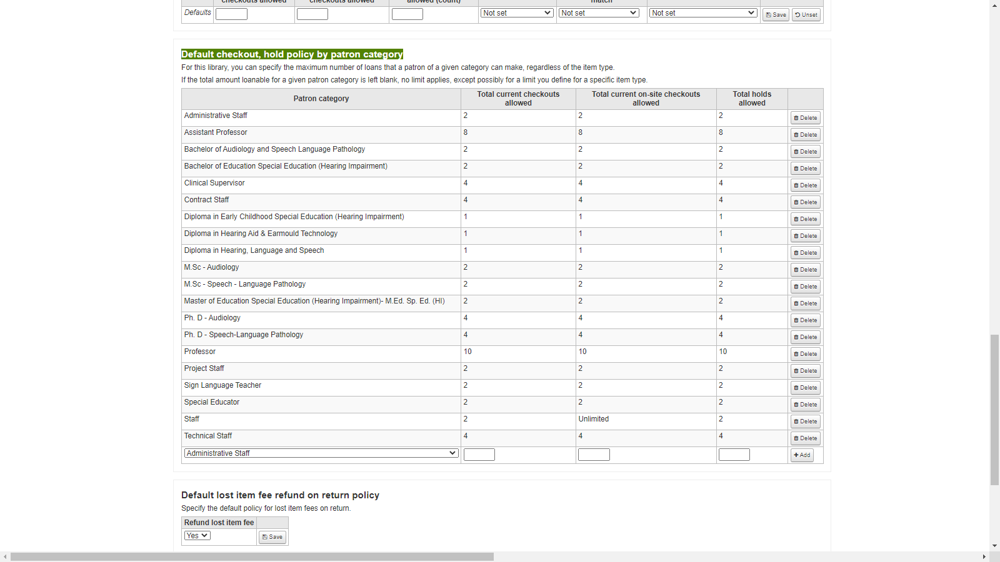 checkouts allowed checkouts allowed allowed (count) match
Defaults Not set Not set Not set Save Unset
Default checkout, hold policy by patron category
For this library, you can specify the maximum number of loans that a patron of a given category can make, regardless of the item type.
If the total amount loanable for a given patron category is left blank, no limit applies, except possibly for a limit you define for a specific item type.
Patron category Total current checkouts allowed Total current on-site checkouts allowed Total holds allowed
Administrative Staff 2 2 2 Delete
Assistant Professor 8 8 8 Delete
Bachelor of Audiology and Speech Language Pathology 2 2 2 Delete
Bachelor of Education Special Education (Hearing Impairment) 2 2 2 Delete
Clinical Supervisor 4 4 4 Delete
Contract Staff 4 4 4 Delete
Diploma in Early Childhood Special Education (Hearing Impairment) 1 1 1 Delete
Diploma in Hearing Aid & Earmould Technology 1 1 1 Delete
Diploma in Hearing, Language and Speech 1 1 1 Delete
M.Sc - Audiology 2 2 2 Delete
M.Sc - Speech - Language Pathology 2 2 2 Delete
Master of Education Special Education (Hearing Impairment)- M.Ed. Sp. Ed. (HI) 2 2 2 Delete
Ph. D - Audiology 4 4 4 Delete
Ph. D - Speech-Language Pathology 4 4 4 Delete
Professor 10 10 10 Delete
Project Staff 2 2 2 Delete
Sign Language Teacher 2 2 2 Delete
Special Educator 2 2 2 Delete
Staff 2 Unlimited 2 Delete
Technical Staff 4 4 4 Delete
Administrative Staff + Add
Default lost item fee refund on return policy
Specify the default policy for lost item fees on return.
Refund lost item fee
Yes Save